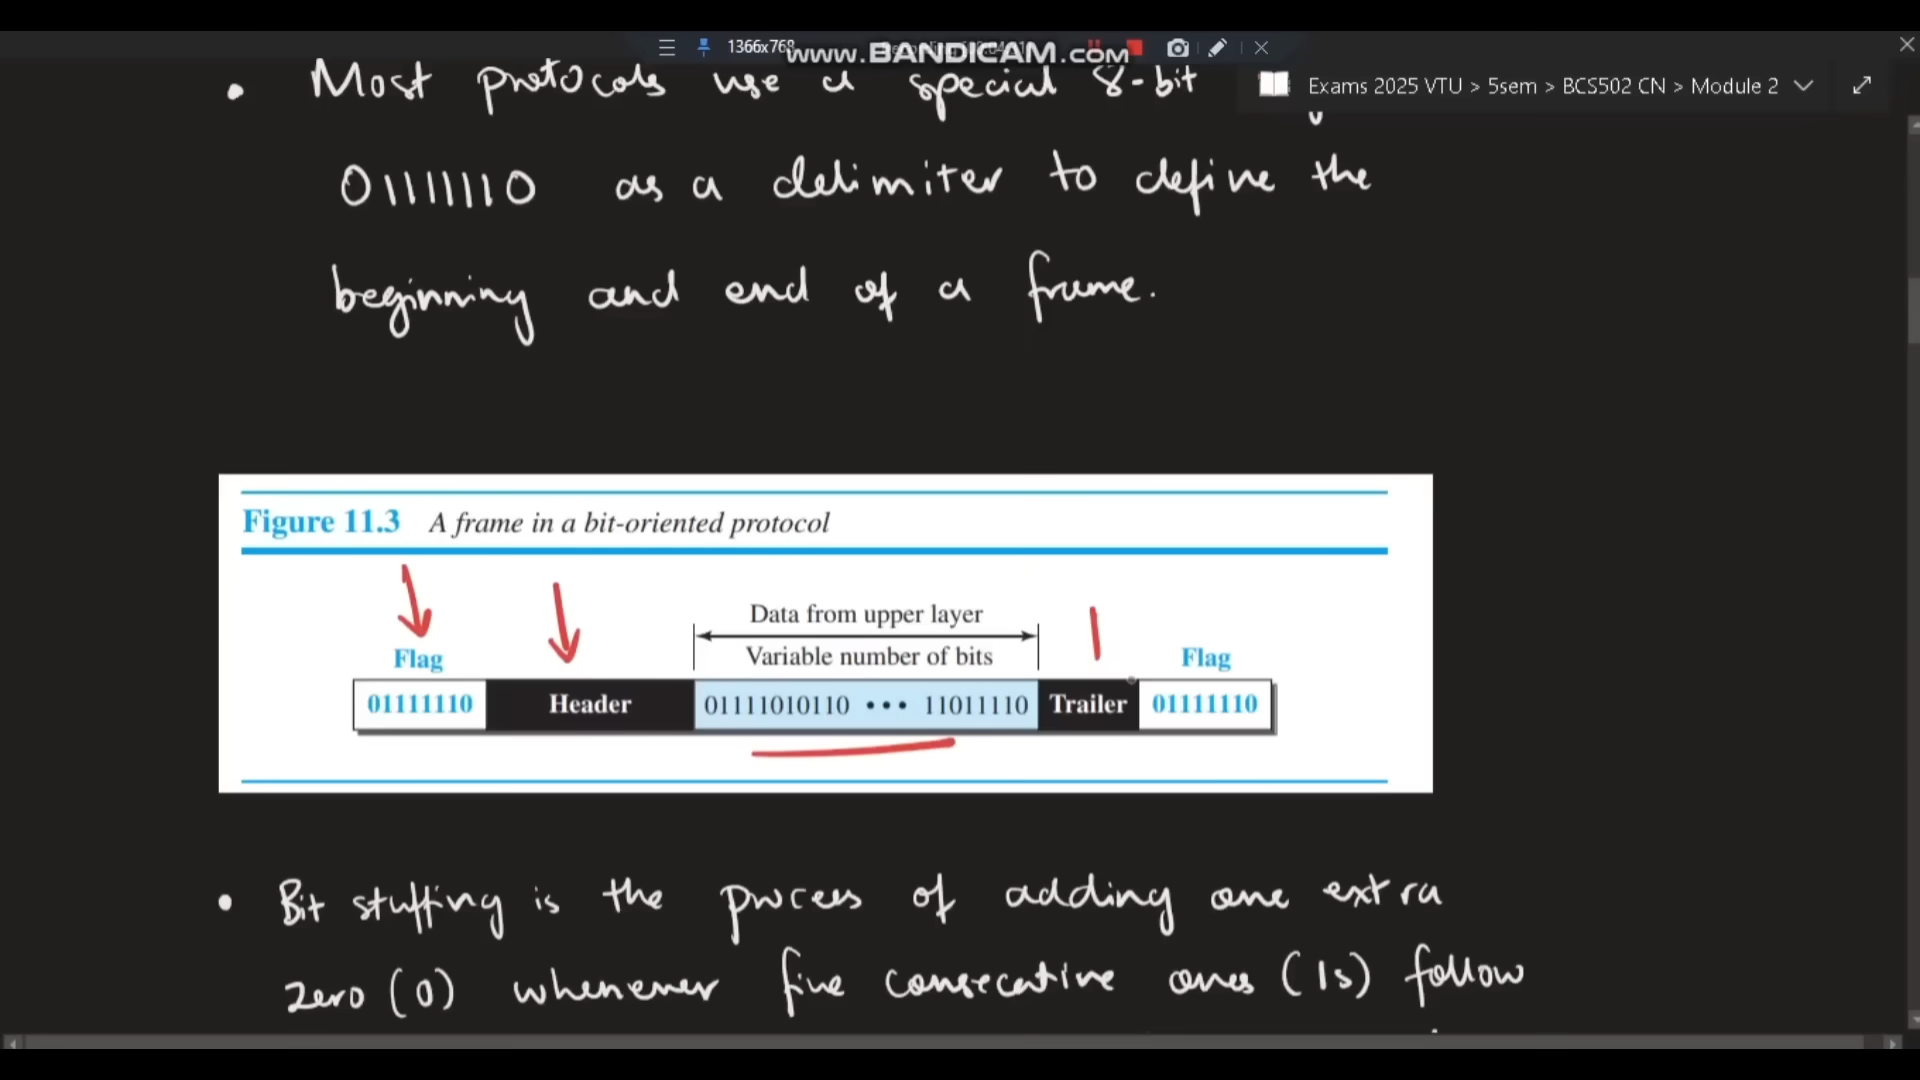 1366x768
www.BANDICAM.com
• Most protocols use a special 8-bit
Exams 2025 VTU > 5sem > BCS502 CN > Module 2
01111110 as a delimiter to define the
beginning and end of a frame.
Figure 11.3 A frame in a bit-oriented protocol
Data from upper layer
Flag Variable number of bits Flag
01111110 Header 01111010110 ••• 11011110 Trailer 01111110
• Bit stuffing is the process of adding one extra
zero (0) whenever five consecutive ones (1s) follow